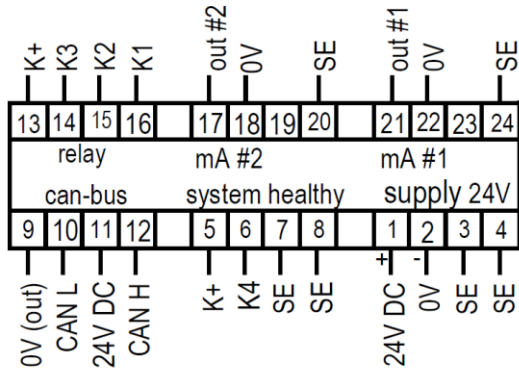 K+ K3 K2 K1 out #2 0V SE out #1 0V SE
13 14 15 16 17 18 19 20 21 22 23 24
relay mA #2 mA #1
can-bus system healthy supply 24V
9 10 11 12 5 6 7 8 1 2 3 4
+ -
0V (out) CAN L 24V DC CAN H K+ K4 SE SE 24V DC 0V SE SE